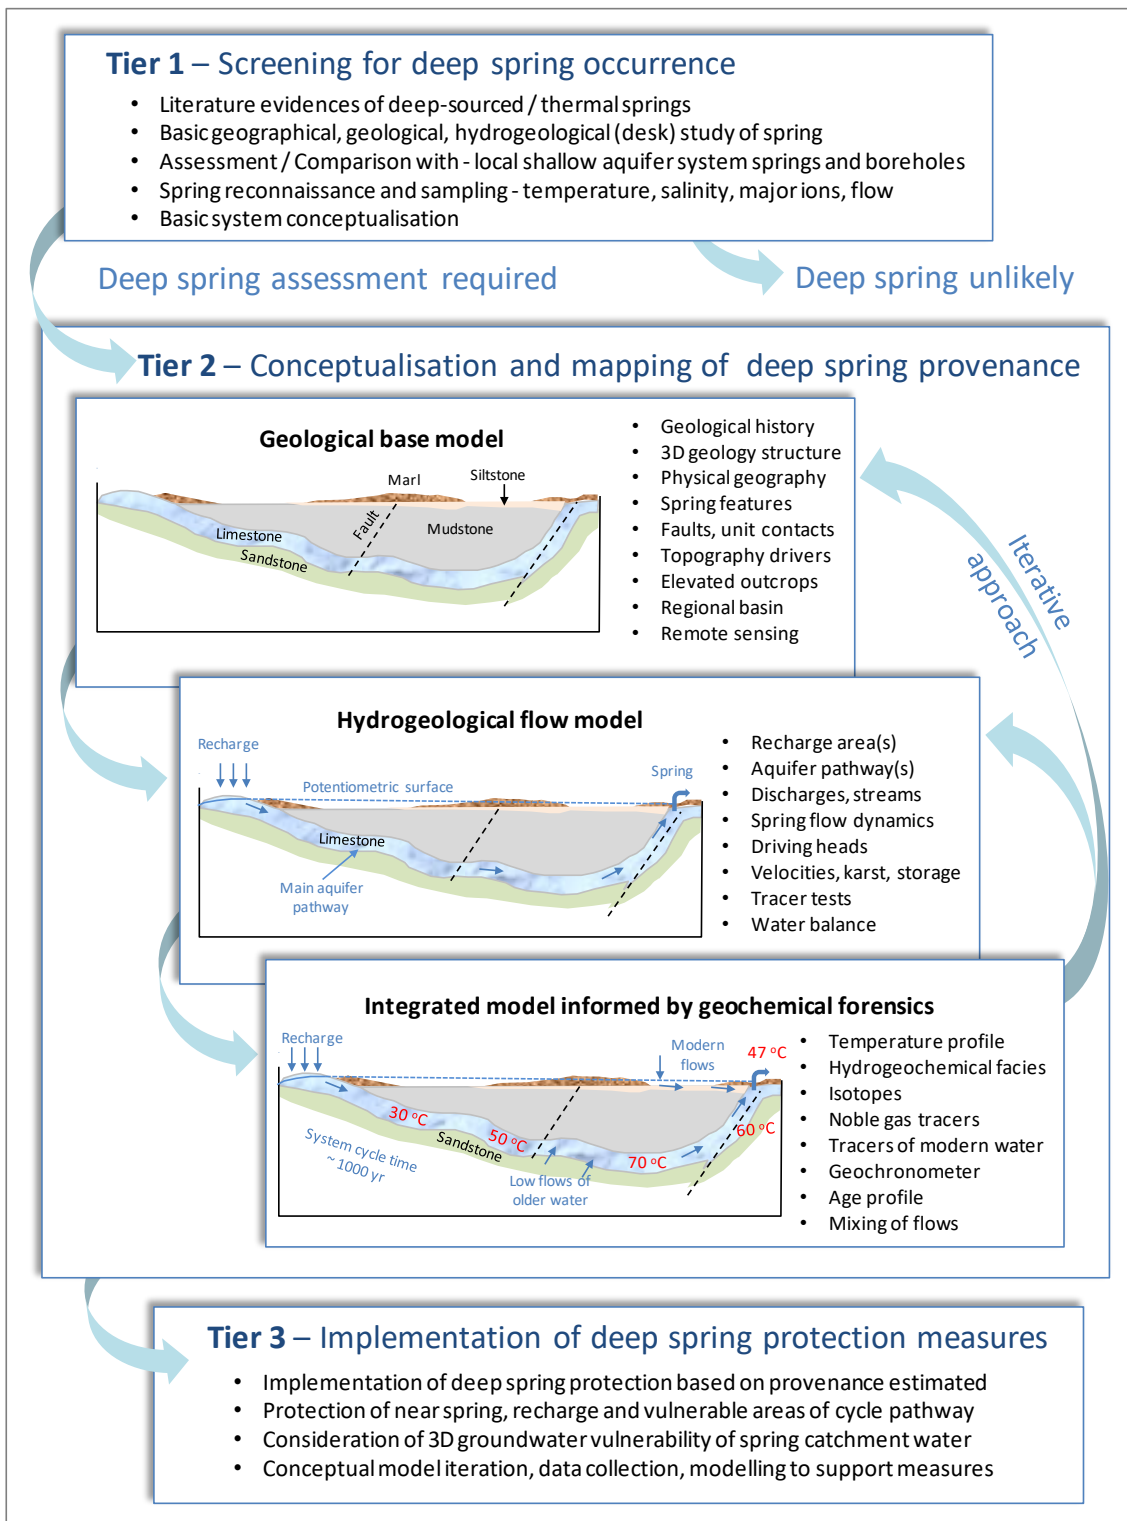 Tier 1 – Screening for deep spring occurrence
• Literature evidences of deep-sourced / thermal springs
• Basic geographical, geological, hydrogeological (desk) study of spring
• Assessment / Comparison with - local shallow aquifer system springs and boreholes
• Spring reconnaissance and sampling - temperature, salinity, major ions, flow
• Basic system conceptualisation
Deep spring assessment required
Deep spring unlikely
Tier 2 – Conceptualisation and mapping of deep spring provenance
Geological base model
Marl
Siltstone
Fault
Mudstone
Limestone
Sandstone
• Geological history
• 3D geology structure
• Physical geography
• Spring features
• Faults, unit contacts
• Topography drivers
• Elevated outcrops
• Regional basin
• Remote sensing
Iterative
approach
Hydrogeological flow model
Recharge
Potentiometric surface
Spring
Limestone
Main aquifer
pathway
• Recharge area(s)
• Aquifer pathway(s)
• Discharges, streams
• Spring flow dynamics
• Driving heads
• Velocities, karst, storage
• Tracer tests
• Water balance
Integrated model informed by geochemical forensics
Recharge
Modern
flows
47 °C
30 °C
50 °C
60 °C
70 °C
Sandstone
System cycle time
~ 1000 yr
Low flows of
older water
• Temperature profile
• Hydrogeochemical facies
• Isotopes
• Noble gas tracers
• Tracers of modern water
• Geochronometer
• Age profile
• Mixing of flows
Tier 3 – Implementation of deep spring protection measures
• Implementation of deep spring protection based on provenance estimated
• Protection of near spring, recharge and vulnerable areas of cycle pathway
• Consideration of 3D groundwater vulnerability of spring catchment water
• Conceptual model iteration, data collection, modelling to support measures